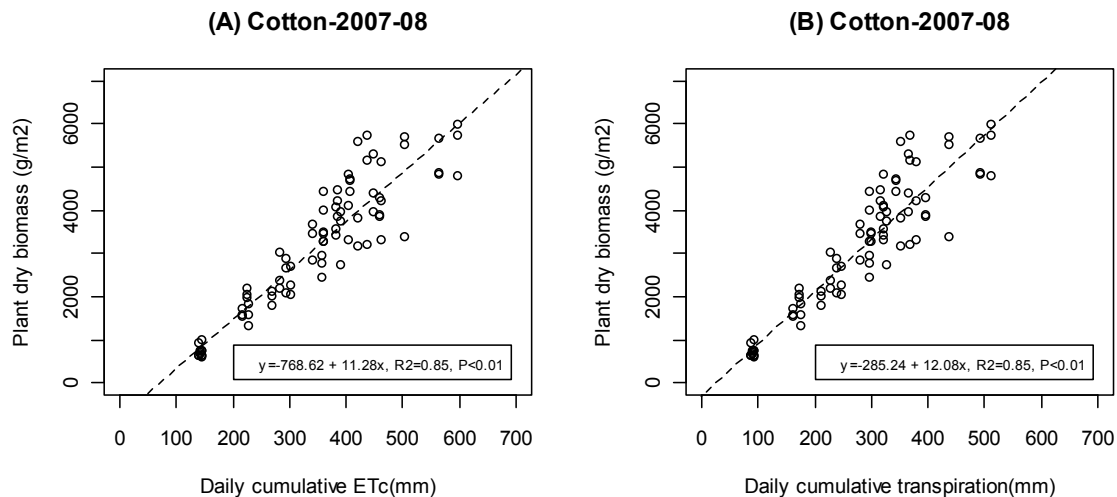 (A) Cotton-2007-08
Plant dry biomass (g/m2)
6000
4000
2000
0
y=-768.62 + 11.28x, R2=0.85, P<0.01
0 100 200 300 400 500 600 700
Daily cumulative ETc(mm)
(B) Cotton-2007-08
Plant dry biomass (g/m2)
6000
4000
2000
0
y=-285.24 + 12.08x, R2=0.85, P<0.01
0 100 200 300 400 500 600 700
Daily cumulative transpiration(mm)